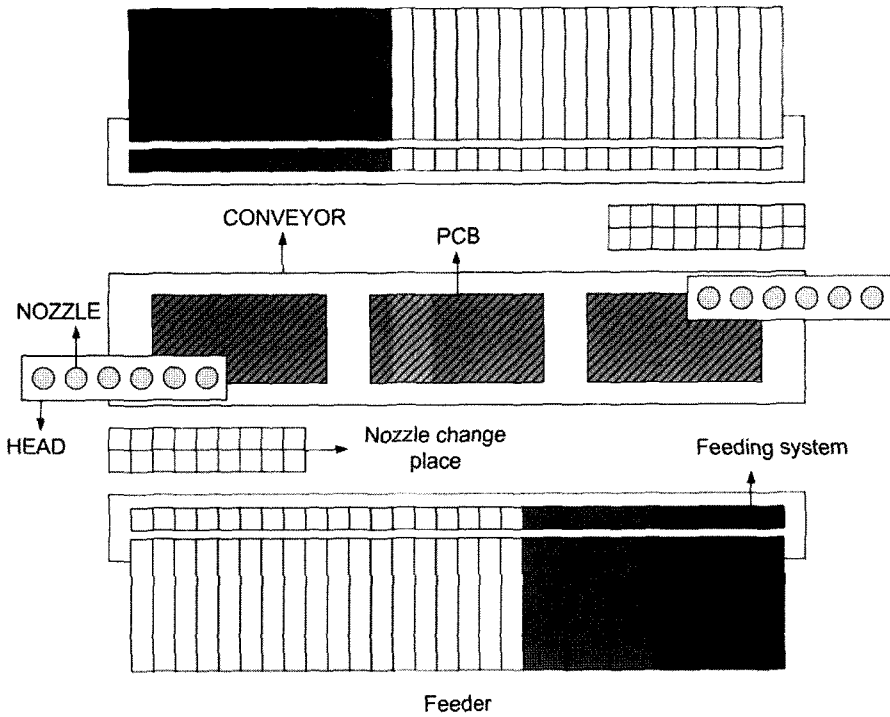 CONVEYOR
PCB
NOZZLE
HEAD
Nozzle change
place
Feeding system
Feeder